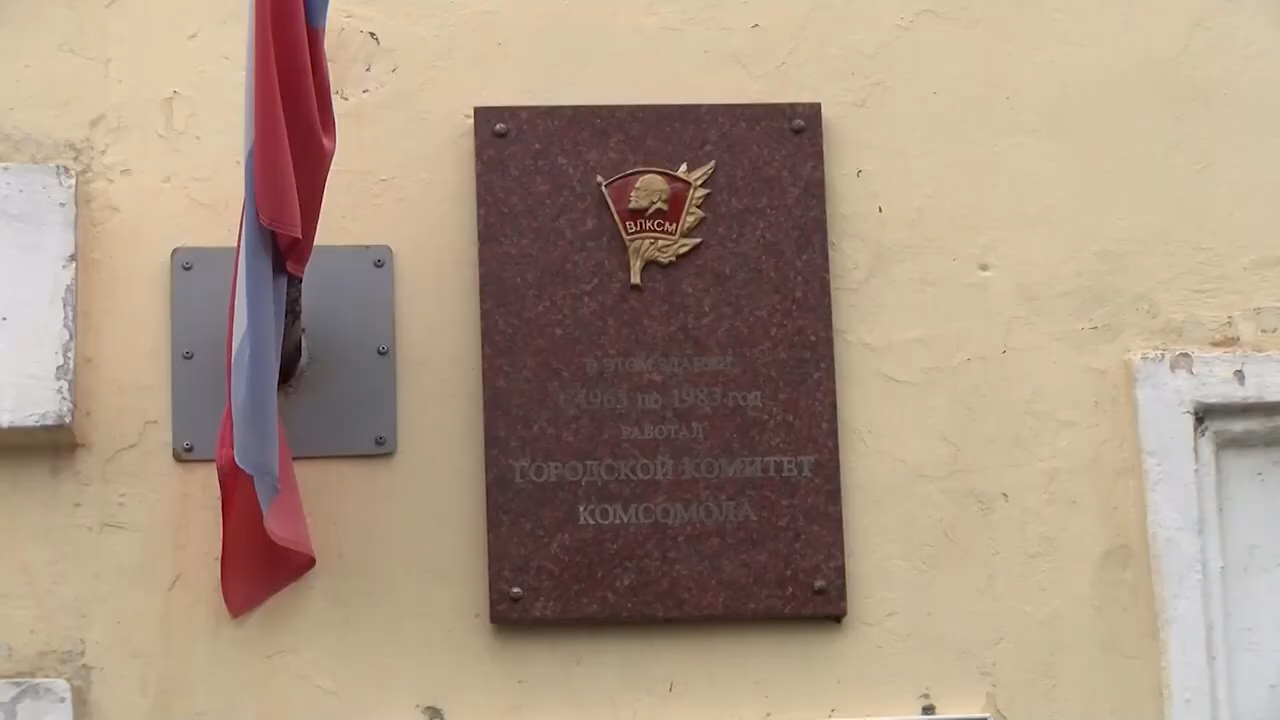 ВЛКСМ
В ЭТОМ ЗДАНИИ
с 1963 по 1983 год
РАБОТАЛ
ГОРОДСКОЙ КОМИТЕТ
КОМСОМОЛА